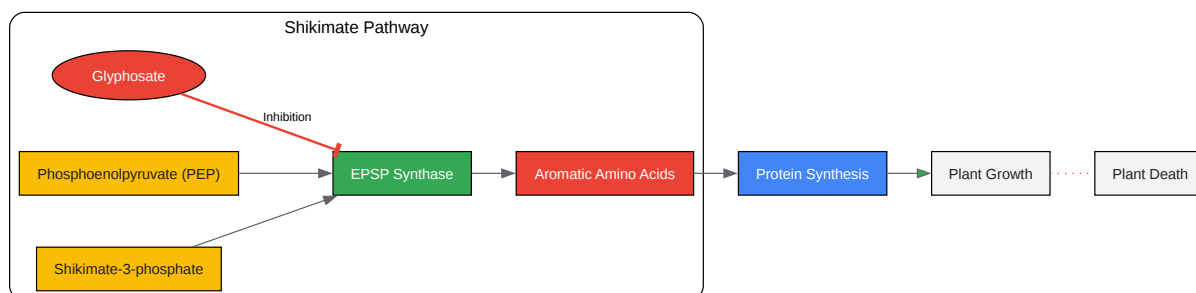 Shikimate Pathway
Glyphosate
Inhibition
Phosphoenolpyruvate (PEP)
EPSP Synthase
Aromatic Amino Acids
Protein Synthesis
Plant Growth
Plant Death
Shikimate-3-phosphate